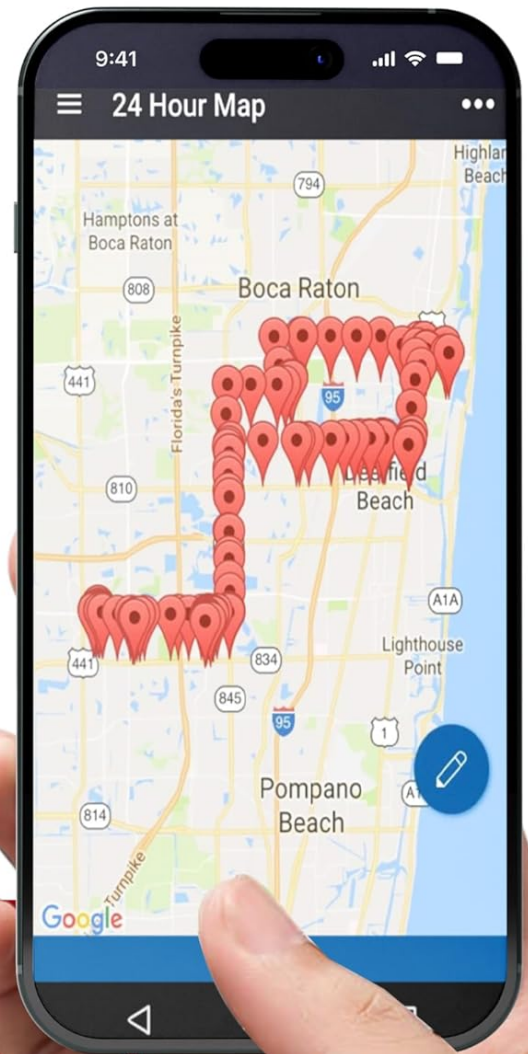 9:41
24 Hour Map
Highlan
Beach
794
Hamptons at
Boca Raton
808
Boca Raton
Florida's Turnpike
441
95
810
Beach
A1A
Lighthouse
Point
441
834
845
95
1
Pompano
Beach
A1
814
Turnpike
Google